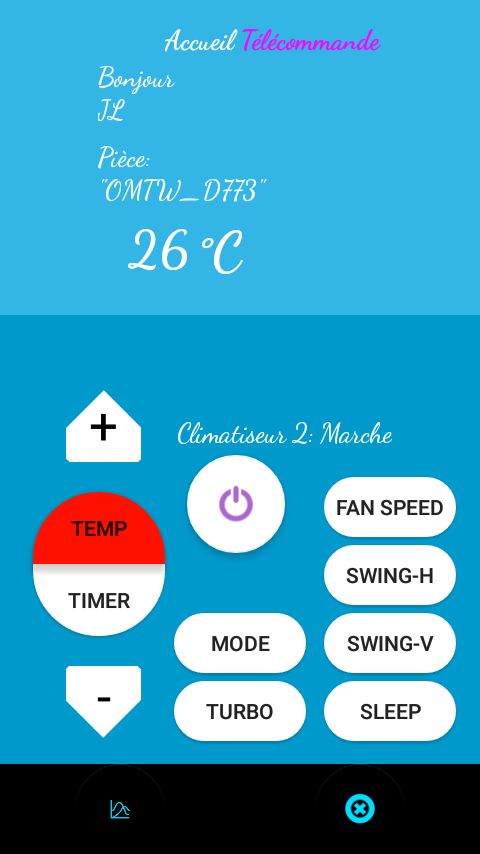 Accueil Télécommande
Bonjour
JL
Pièce:
"OMTW_D773"
26 °C
+
Climatiseur 2: Marche
TEMP
FAN SPEED
SWING-H
TIMER
MODE
SWING-V
-
TURBO
SLEEP